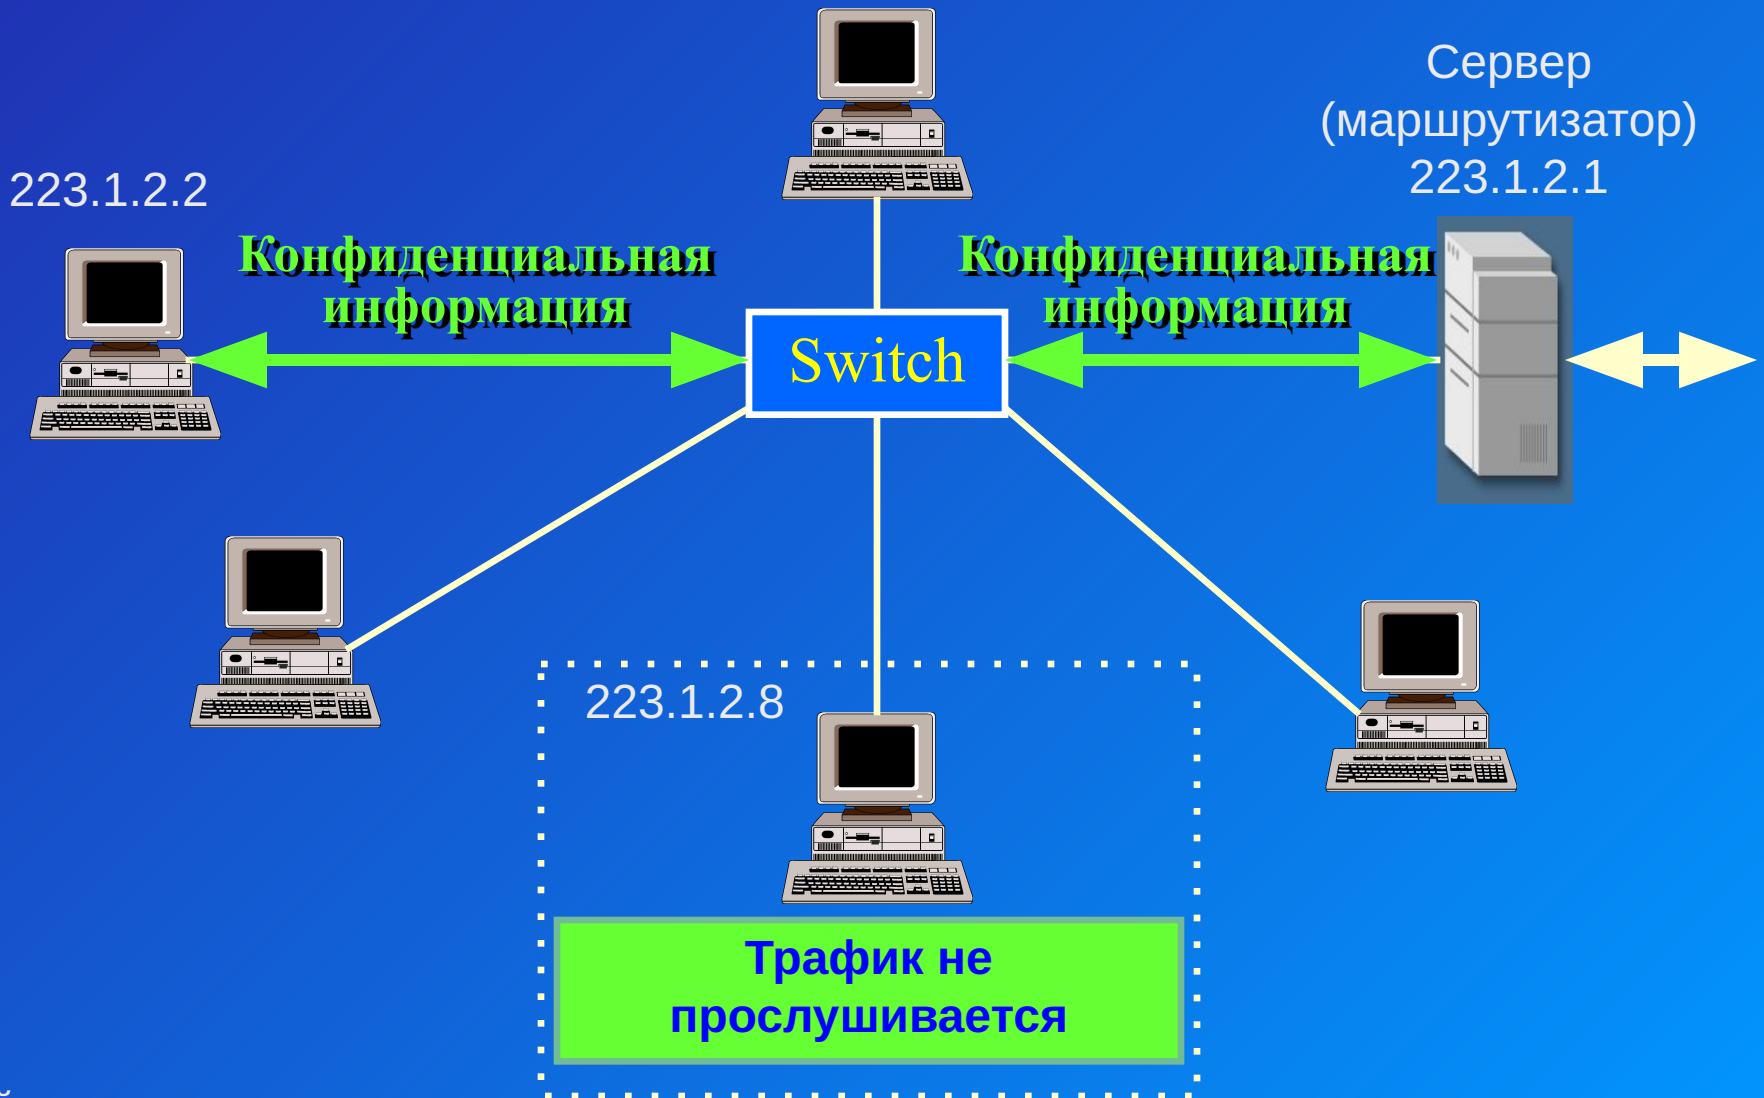 Сервер
(маршрутизатор)
223.1.2.1
223.1.2.2
Конфиденциальная
информация
Конфиденциальная
информация
Switch
223.1.2.8
Трафик не
прослушивается